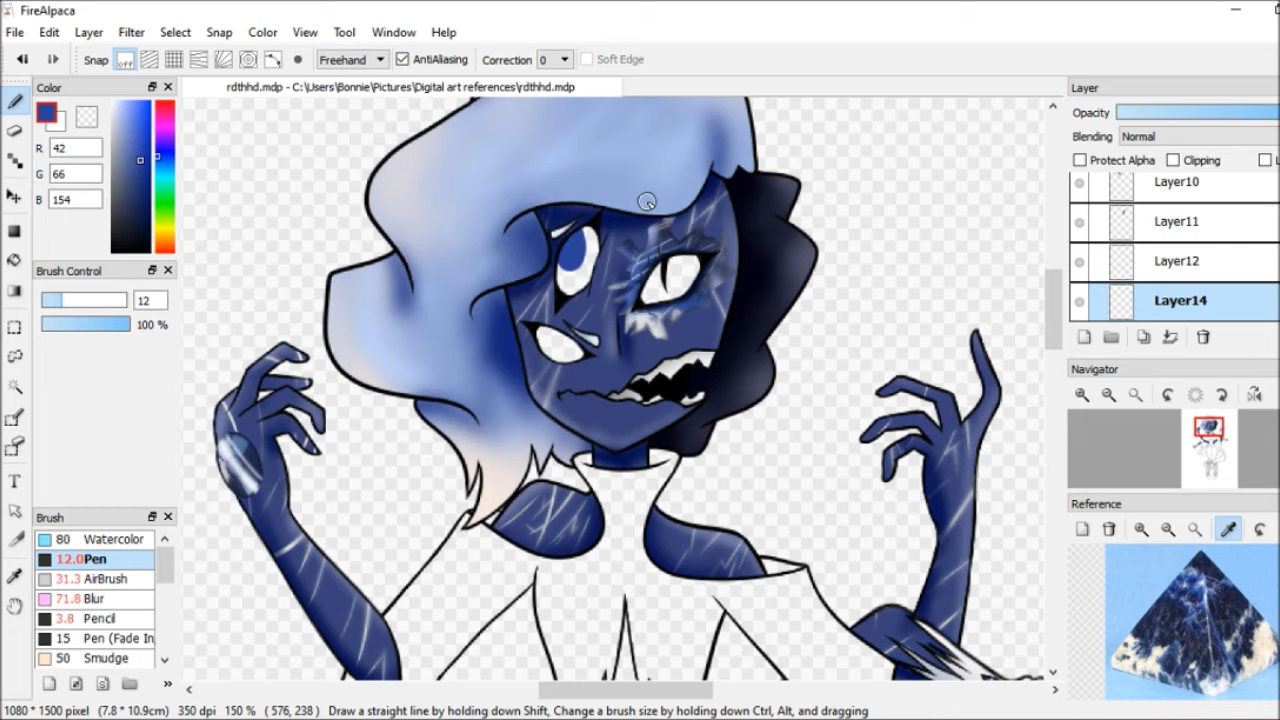 FireAlpaca
File Edit Layer Filter Select Snap Color View Tool Window Help
Snap off Freehand AntiAliasing Correction 0 Soft Edge
Color
rdthhd.mdp - C:\Users\Bonnie\Pictures\Digital art references\rdthhd.mdp
Layer
Opacity
Blending Normal
Protect Alpha Clipping L
R 42
G 66
B 154
Layer10
Layer11
Layer12
Layer14
Brush Control
12
100 %
Navigator
Reference
Brush
80 Watercolor
12.0 Pen
31.3 AirBrush
71.8 Blur
3.8 Pencil
15 Pen (Fade In
50 Smudge
1080 * 1500 pixel (7.8 * 10.9cm) 350 dpi 150 % ( 576, 238 ) Draw a straight line by holding down Shift, Change a brush size by holding down Ctrl, Alt, and dragging